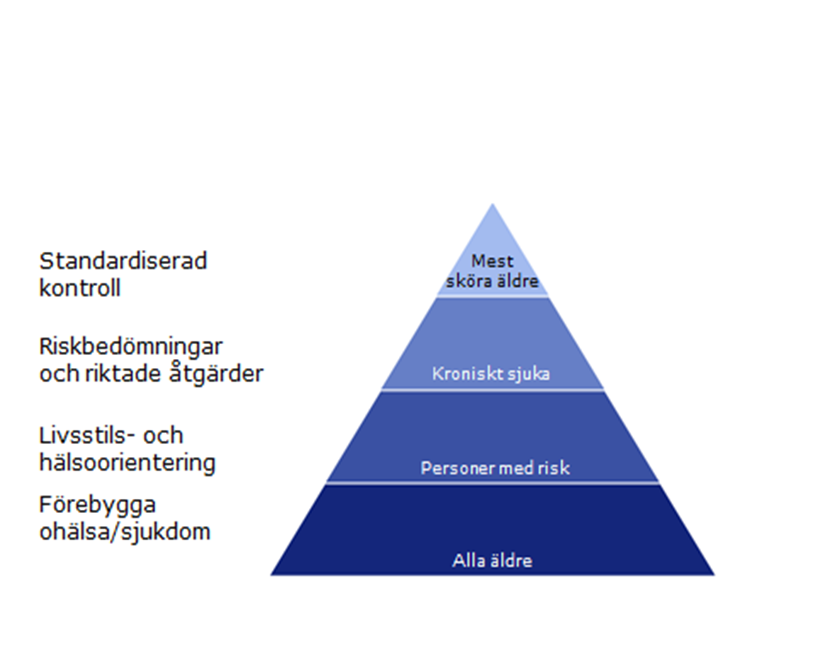 Standardiserad
kontroll
Mest
sköra äldre
Riskbedömningar
och riktade åtgärder
Kroniskt sjuka
Livsstils- och
hälsoorientering
Personer med risk
Förebygga
ohälsa/sjukdom
Alla äldre